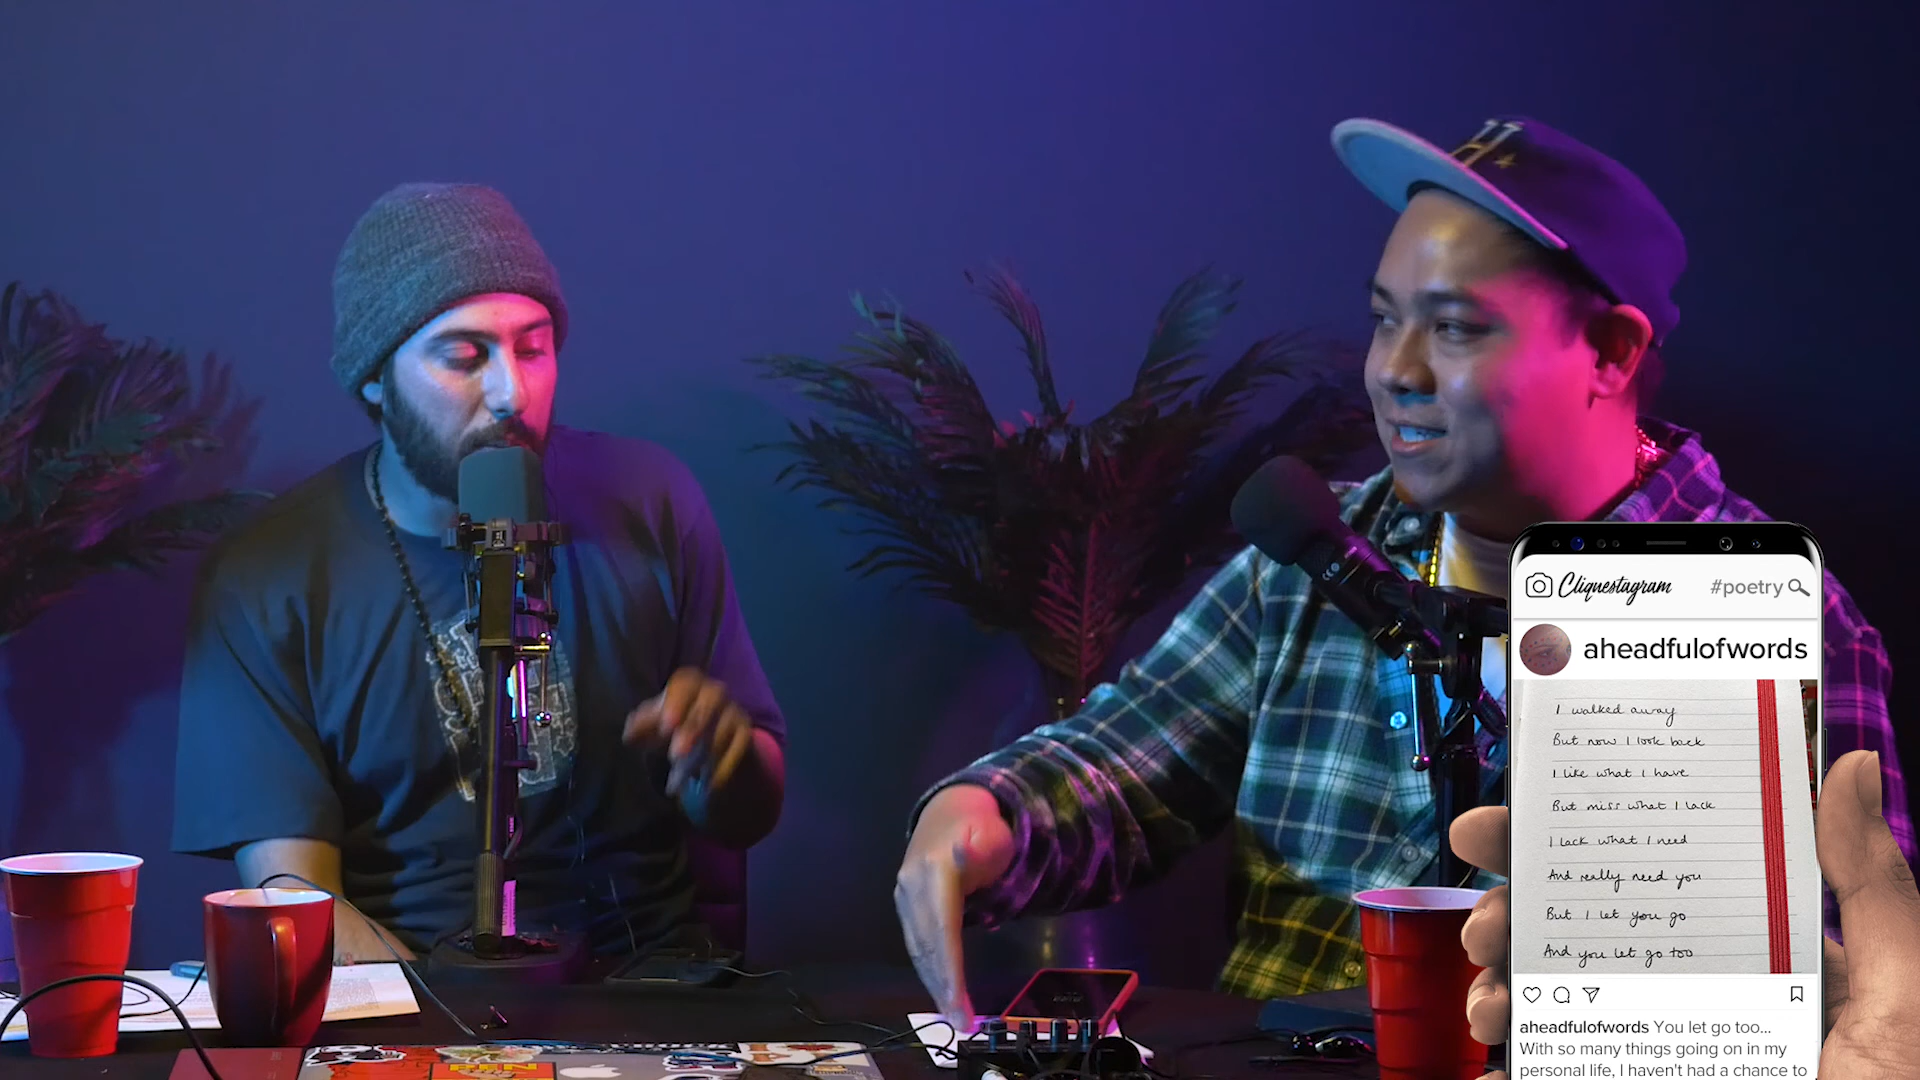 H
Cliquestagram #poetry
aheadfulofwords
I walked away
But now I look back
I like what I have
But miss what I lack
I lack what I need
And really need you
But I let you go
And you let go too
aheadfulofwords You let go too...
With so many things going on in my
personal life, I haven't had a chance to